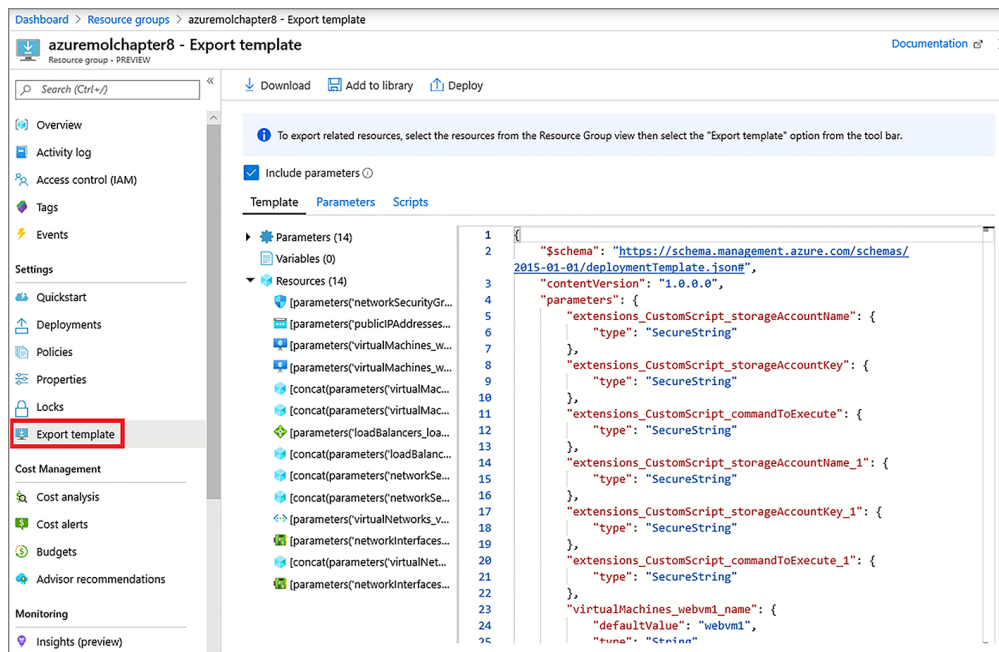 Dashboard > Resource groups > azuremolchapter8 - Export template
azuremolchapter8 - Export template
Resource group - PREVIEW
Documentation
Search (Ctrl+/)
«
Overview
Activity log
Access control (IAM)
Tags
Events
Settings
Quickstart
Deployments
Policies
Properties
Locks
Export template
Cost Management
Cost analysis
Cost alerts
Budgets
Advisor recommendations
Monitoring
Insights (preview)
Download Add to library Deploy
To export related resources, select the resources from the Resource Group view then select the "Export template" option from the tool bar.
Include parameters
Template Parameters Scripts
Parameters (14)
Variables (0)
Resources (14)
[parameters('networkSecurityGr...
[parameters('publicIPAddresses...
[parameters('virtualMachines_w...
[parameters('virtualMachines_w...
[concat(parameters('virtualMac...
[concat(parameters('virtualMac...
[parameters('loadBalancers_loa...
[concat(parameters('loadBalanc...
[concat(parameters('networkSe...
[concat(parameters('networkSe...
[parameters('virtualNetworks_v...
[parameters('networkInterfaces...
[concat(parameters('virtualNet...
[parameters('networkInterfaces...
1 {
2 "$schema": "https://schema.management.azure.com/schemas/
2015-01-01/deploymentTemplate.json#",
3 "contentVersion": "1.0.0.0",
4 "parameters": {
5 "extensions_CustomScript_storageAccountName": {
6 "type": "SecureString"
7 },
8 "extensions_CustomScript_storageAccountKey": {
9 "type": "SecureString"
10 },
11 "extensions_CustomScript_commandToExecute": {
12 "type": "SecureString"
13 },
14 "extensions_CustomScript_storageAccountName_1": {
15 "type": "SecureString"
16 },
17 "extensions_CustomScript_storageAccountKey_1": {
18 "type": "SecureString"
19 },
20 "extensions_CustomScript_commandToExecute_1": {
21 "type": "SecureString"
22 },
23 "virtualMachines_webvm1_name": {
24 "defaultValue": "webvm1",
25 "type": "String"